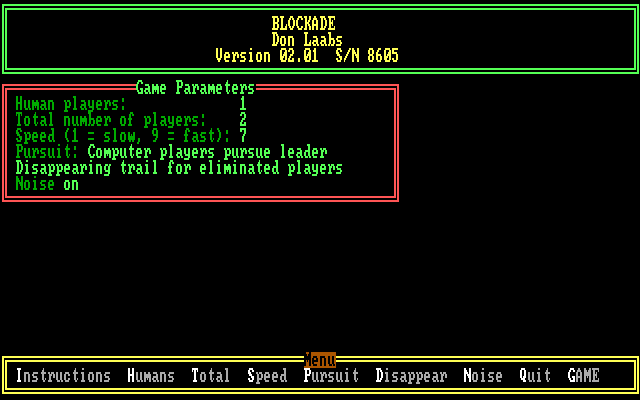 BLOCKADE
Don Laabs
Version 02.01  S/N 8605
Game Parameters
Human players: 1
Total number of players: 2
Speed (1 = slow, 9 = fast): 7
Pursuit: Computer players pursue leader
Disappearing trail for eliminated players
Noise on
Menu
Instructions  Humans  Total  Speed  Pursuit  Disappear  Noise  Quit  GAME